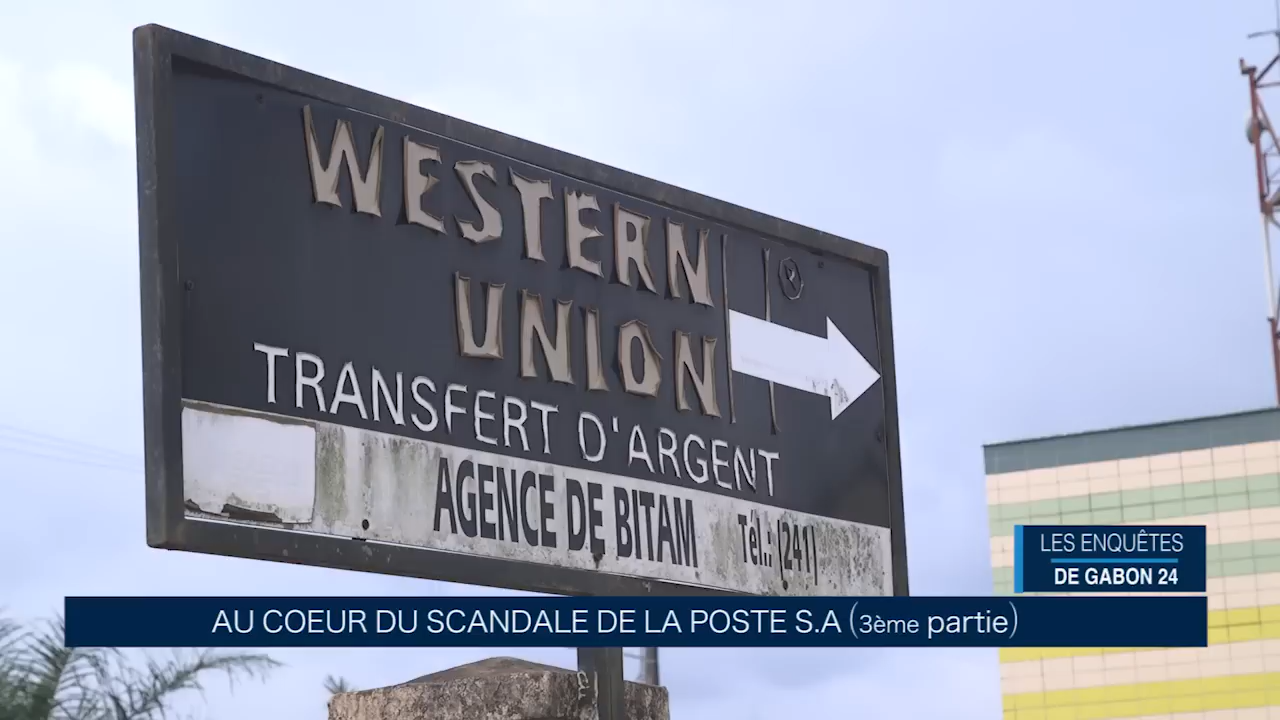 WESTERN
UNION
®
TRANSFERT D'ARGENT
AGENCE DE BITAM Tél.: (241)
LES ENQUÊTES
DE GABON 24
AU COEUR DU SCANDALE DE LA POSTE S.A (3ème partie)